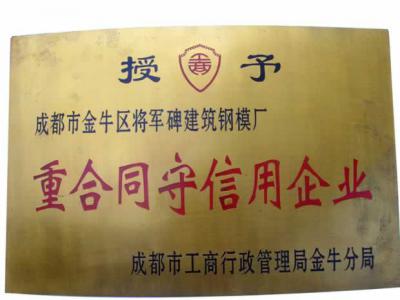 授 予
成都市金牛区将军碑建筑钢模厂
重合同守信用企业
成都市工商行政管理局金牛分局